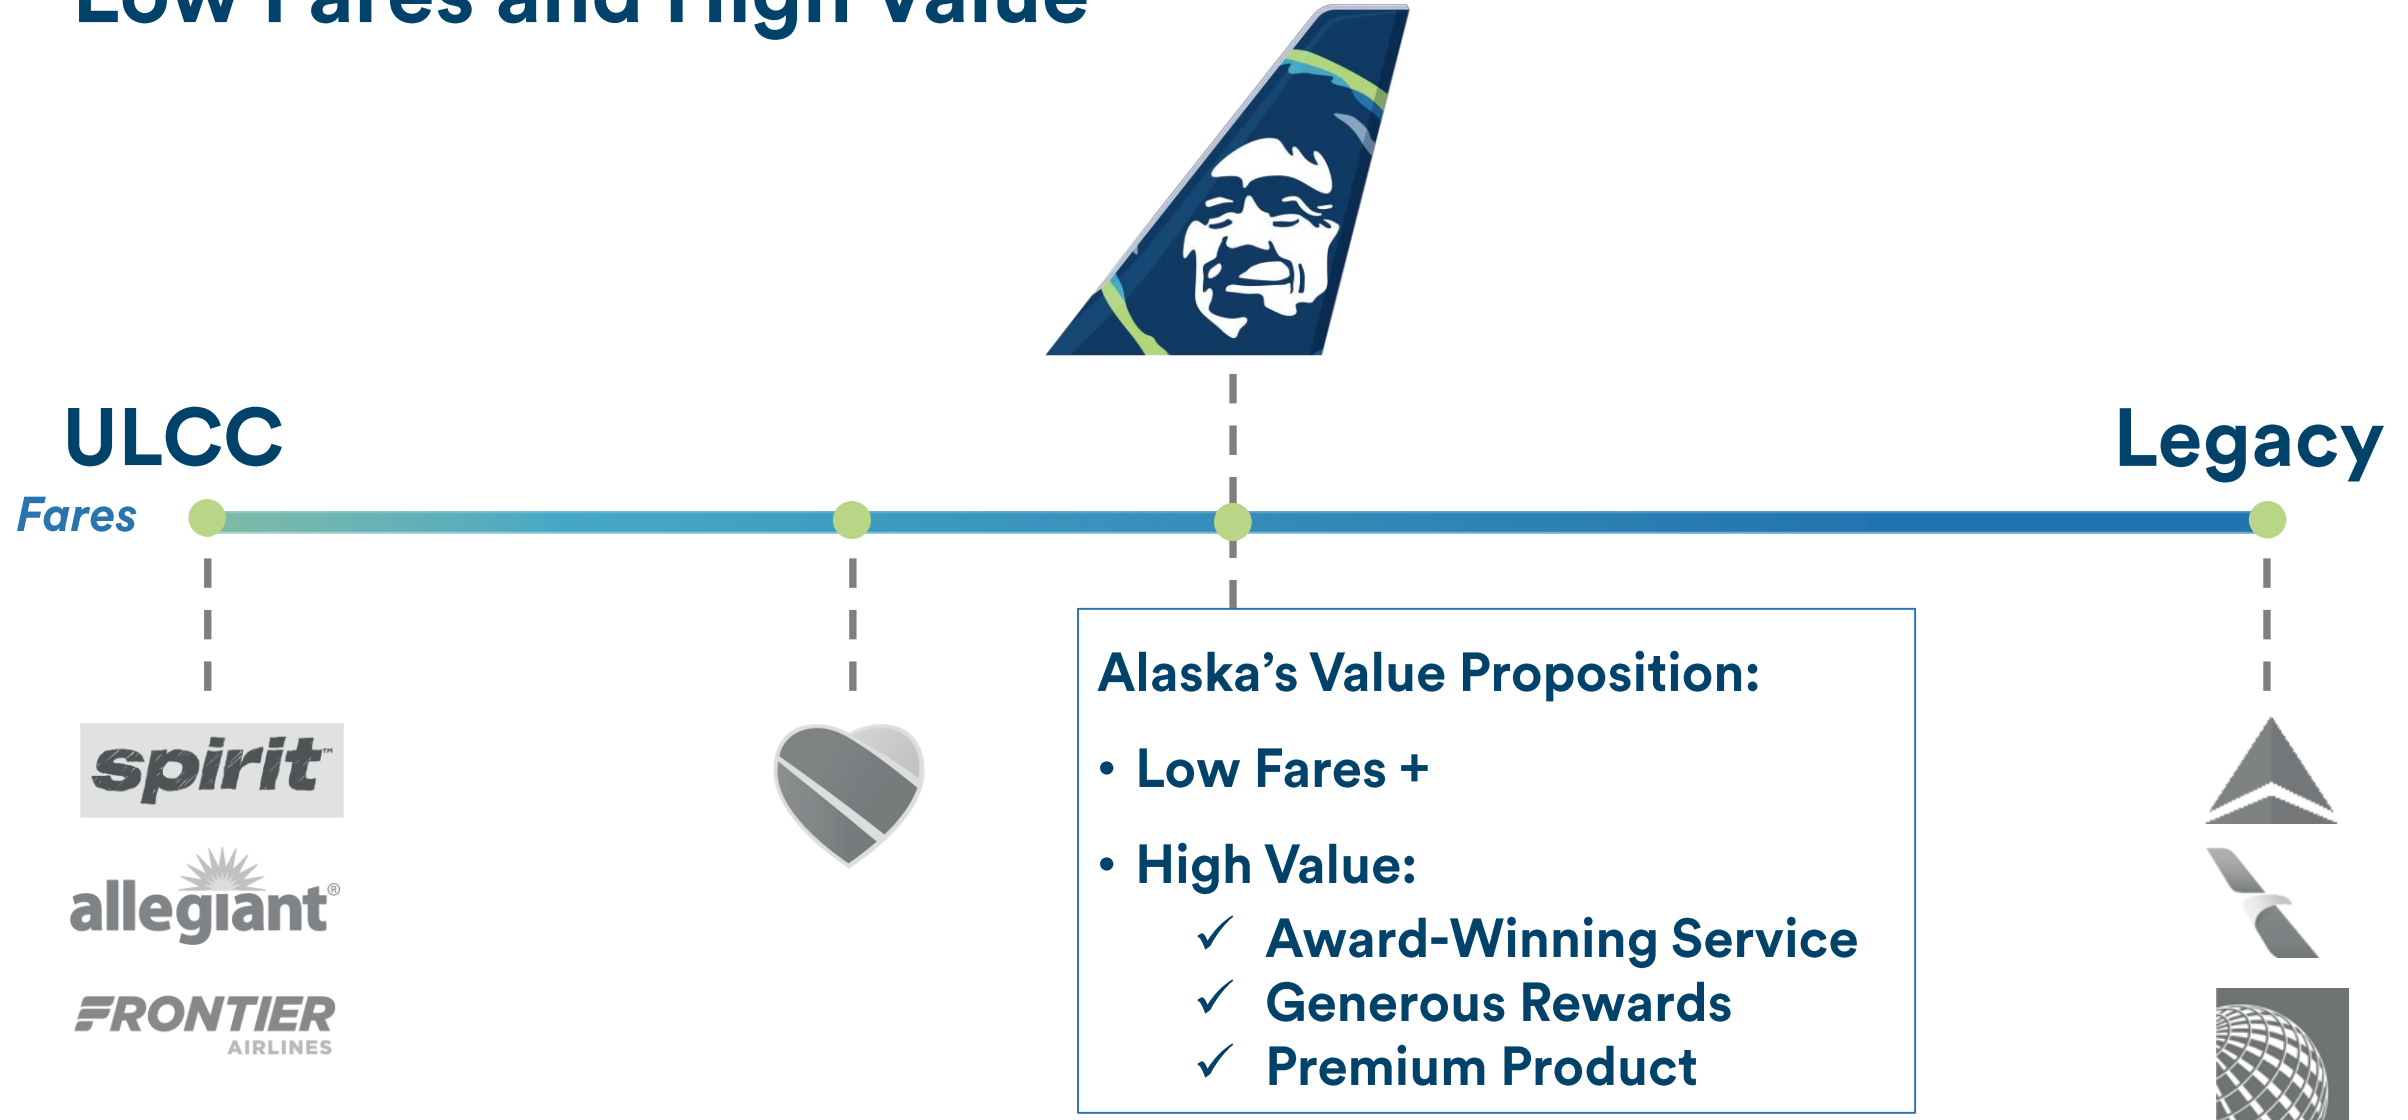 Low Fares and High Value
ULCC
Legacy
Fares
spirit™
allegiant®
FRONTIER
AIRLINES
Alaska’s Value Proposition:
• Low Fares +
• High Value:
✓ Award-Winning Service
✓ Generous Rewards
✓ Premium Product